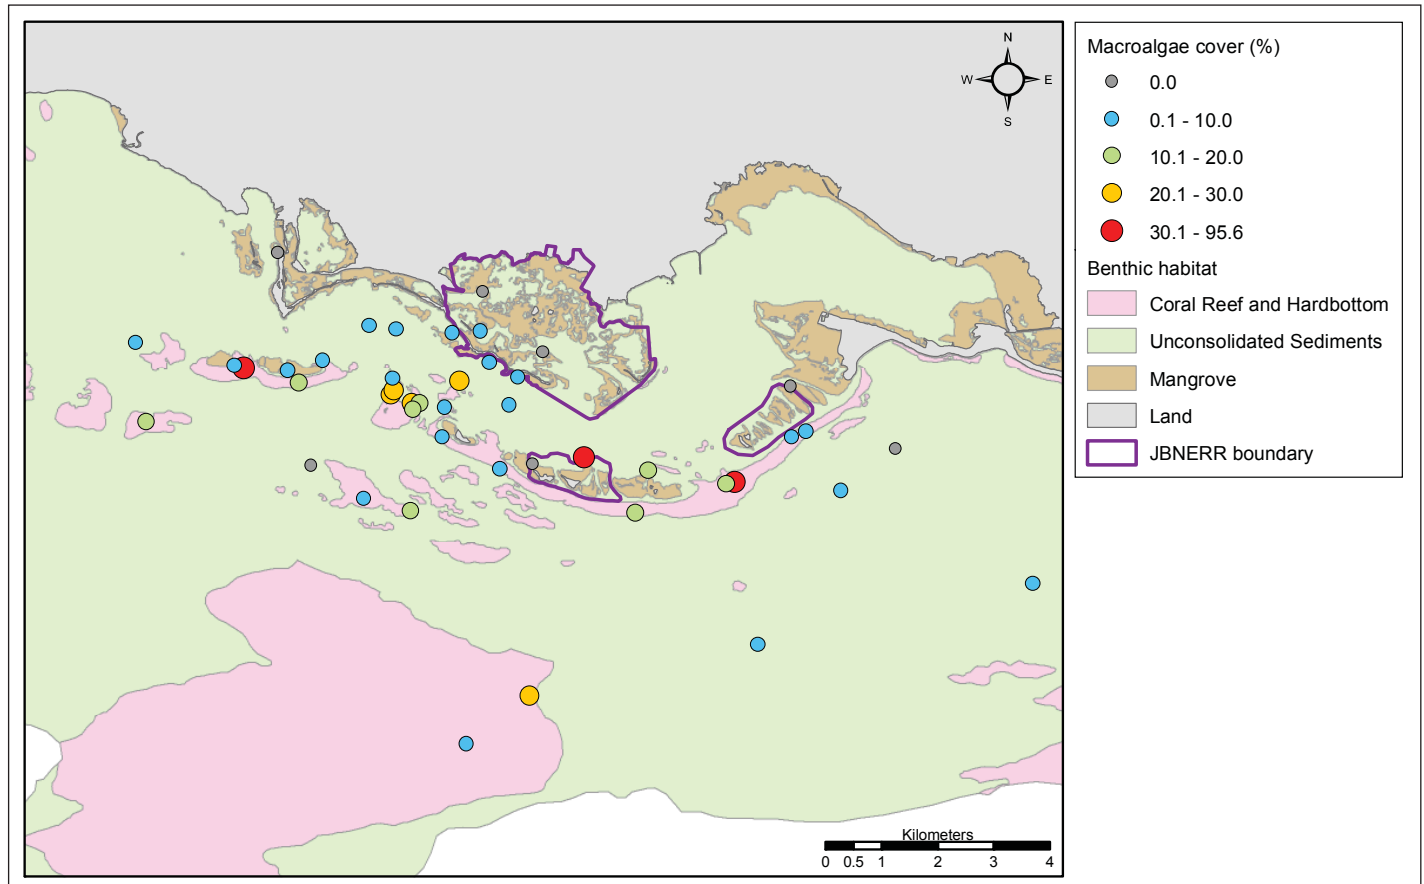 N
W E
S
Kilometers
0 0.5 1 2 3 4
Macroalgae cover (%)
0.0
0.1 - 10.0
10.1 - 20.0
20.1 - 30.0
30.1 - 95.6
Benthic habitat
Coral Reef and Hardbottom
Unconsolidated Sediments
Mangrove
Land
JBNERR boundary